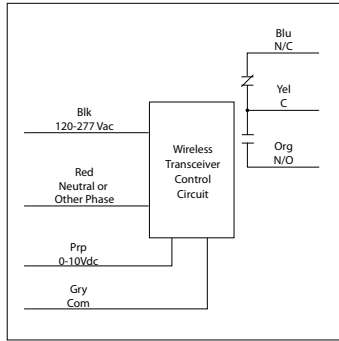 Blu
N/C
Yel
C
Blk
120-277 Vac
Org
N/O
Wireless
Transceiver
Control
Circuit
Red
Neutral or
Other Phase
Prp
0-10Vdc
Gry
Com